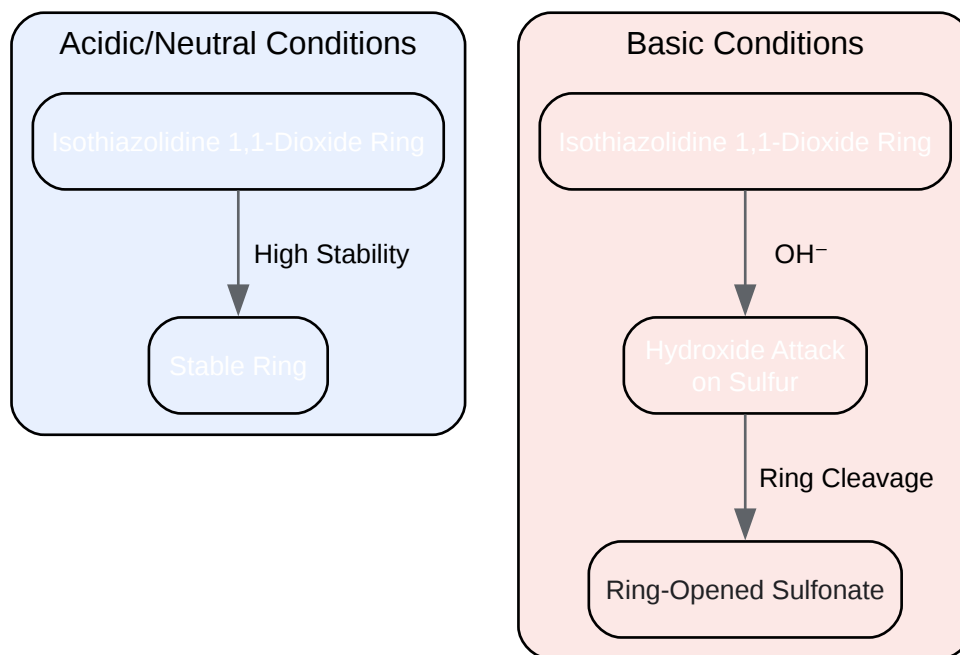 Acidic/Neutral Conditions
Isothiazolidine 1,1-Dioxide Ring
High Stability
Stable Ring
Basic Conditions
Isothiazolidine 1,1-Dioxide Ring
OH⁻
Hydroxide Attack
on Sulfur
Ring Cleavage
Ring-Opened Sulfonate